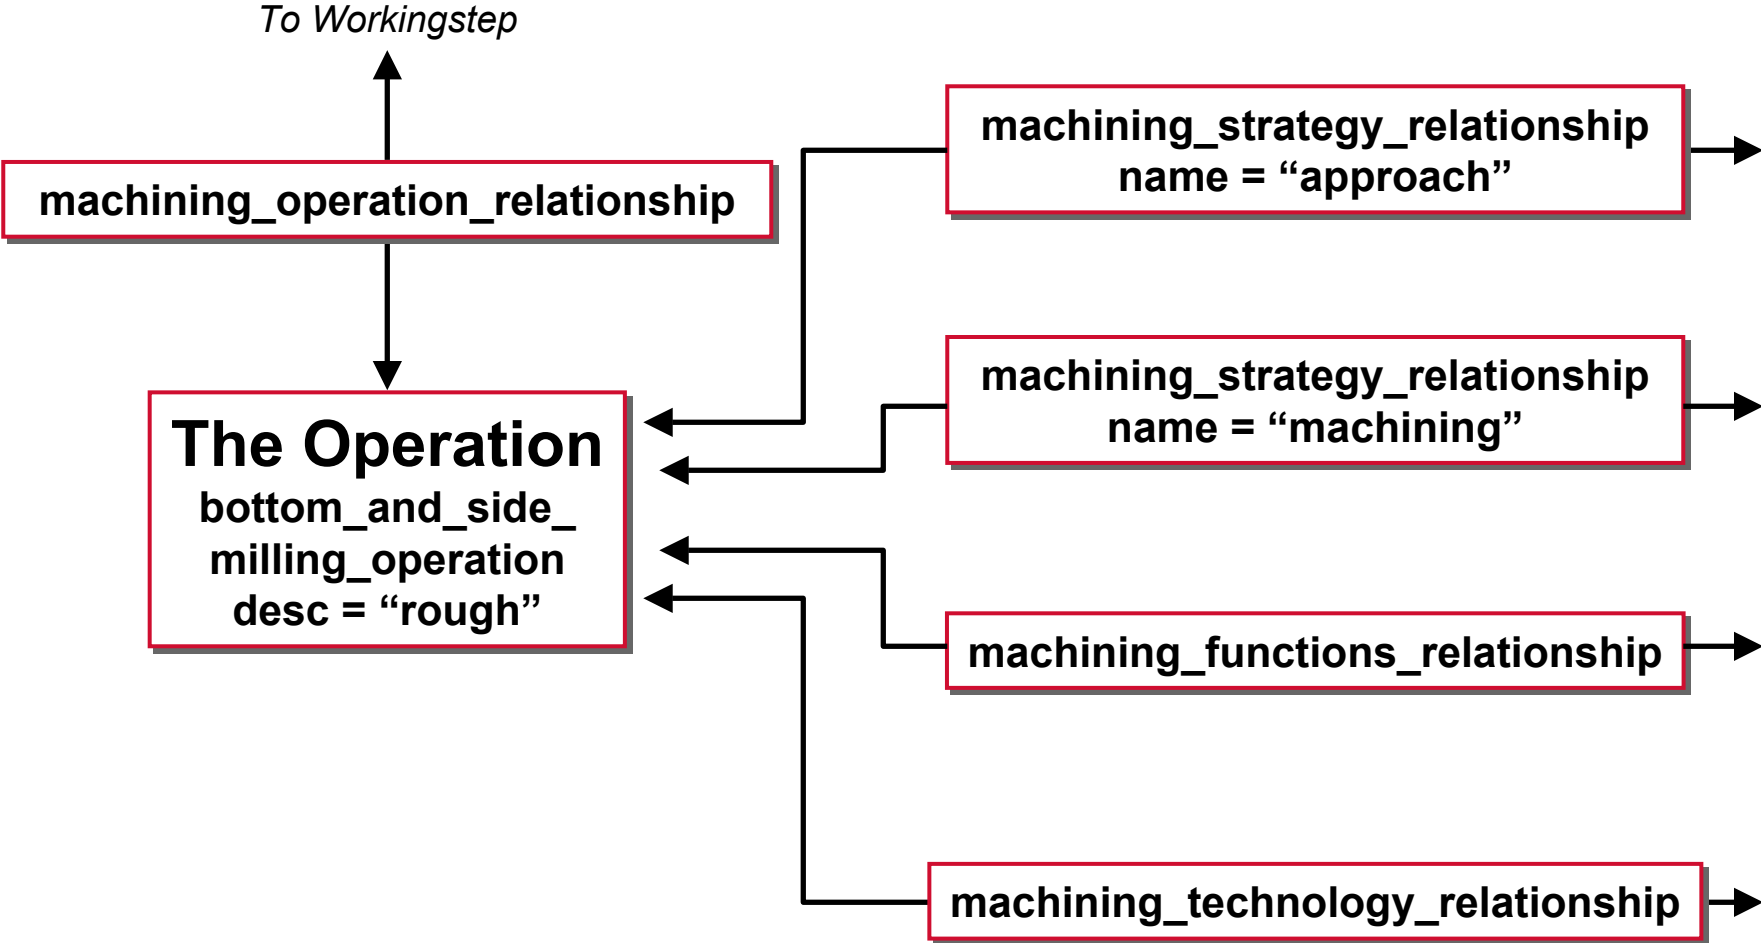 To Workingstep
machining_operation_relationship
The Operation
bottom_and_side_
milling_operation
desc = “rough”
machining_strategy_relationship
name = “approach”
machining_strategy_relationship
name = “machining”
machining_functions_relationship
machining_technology_relationship